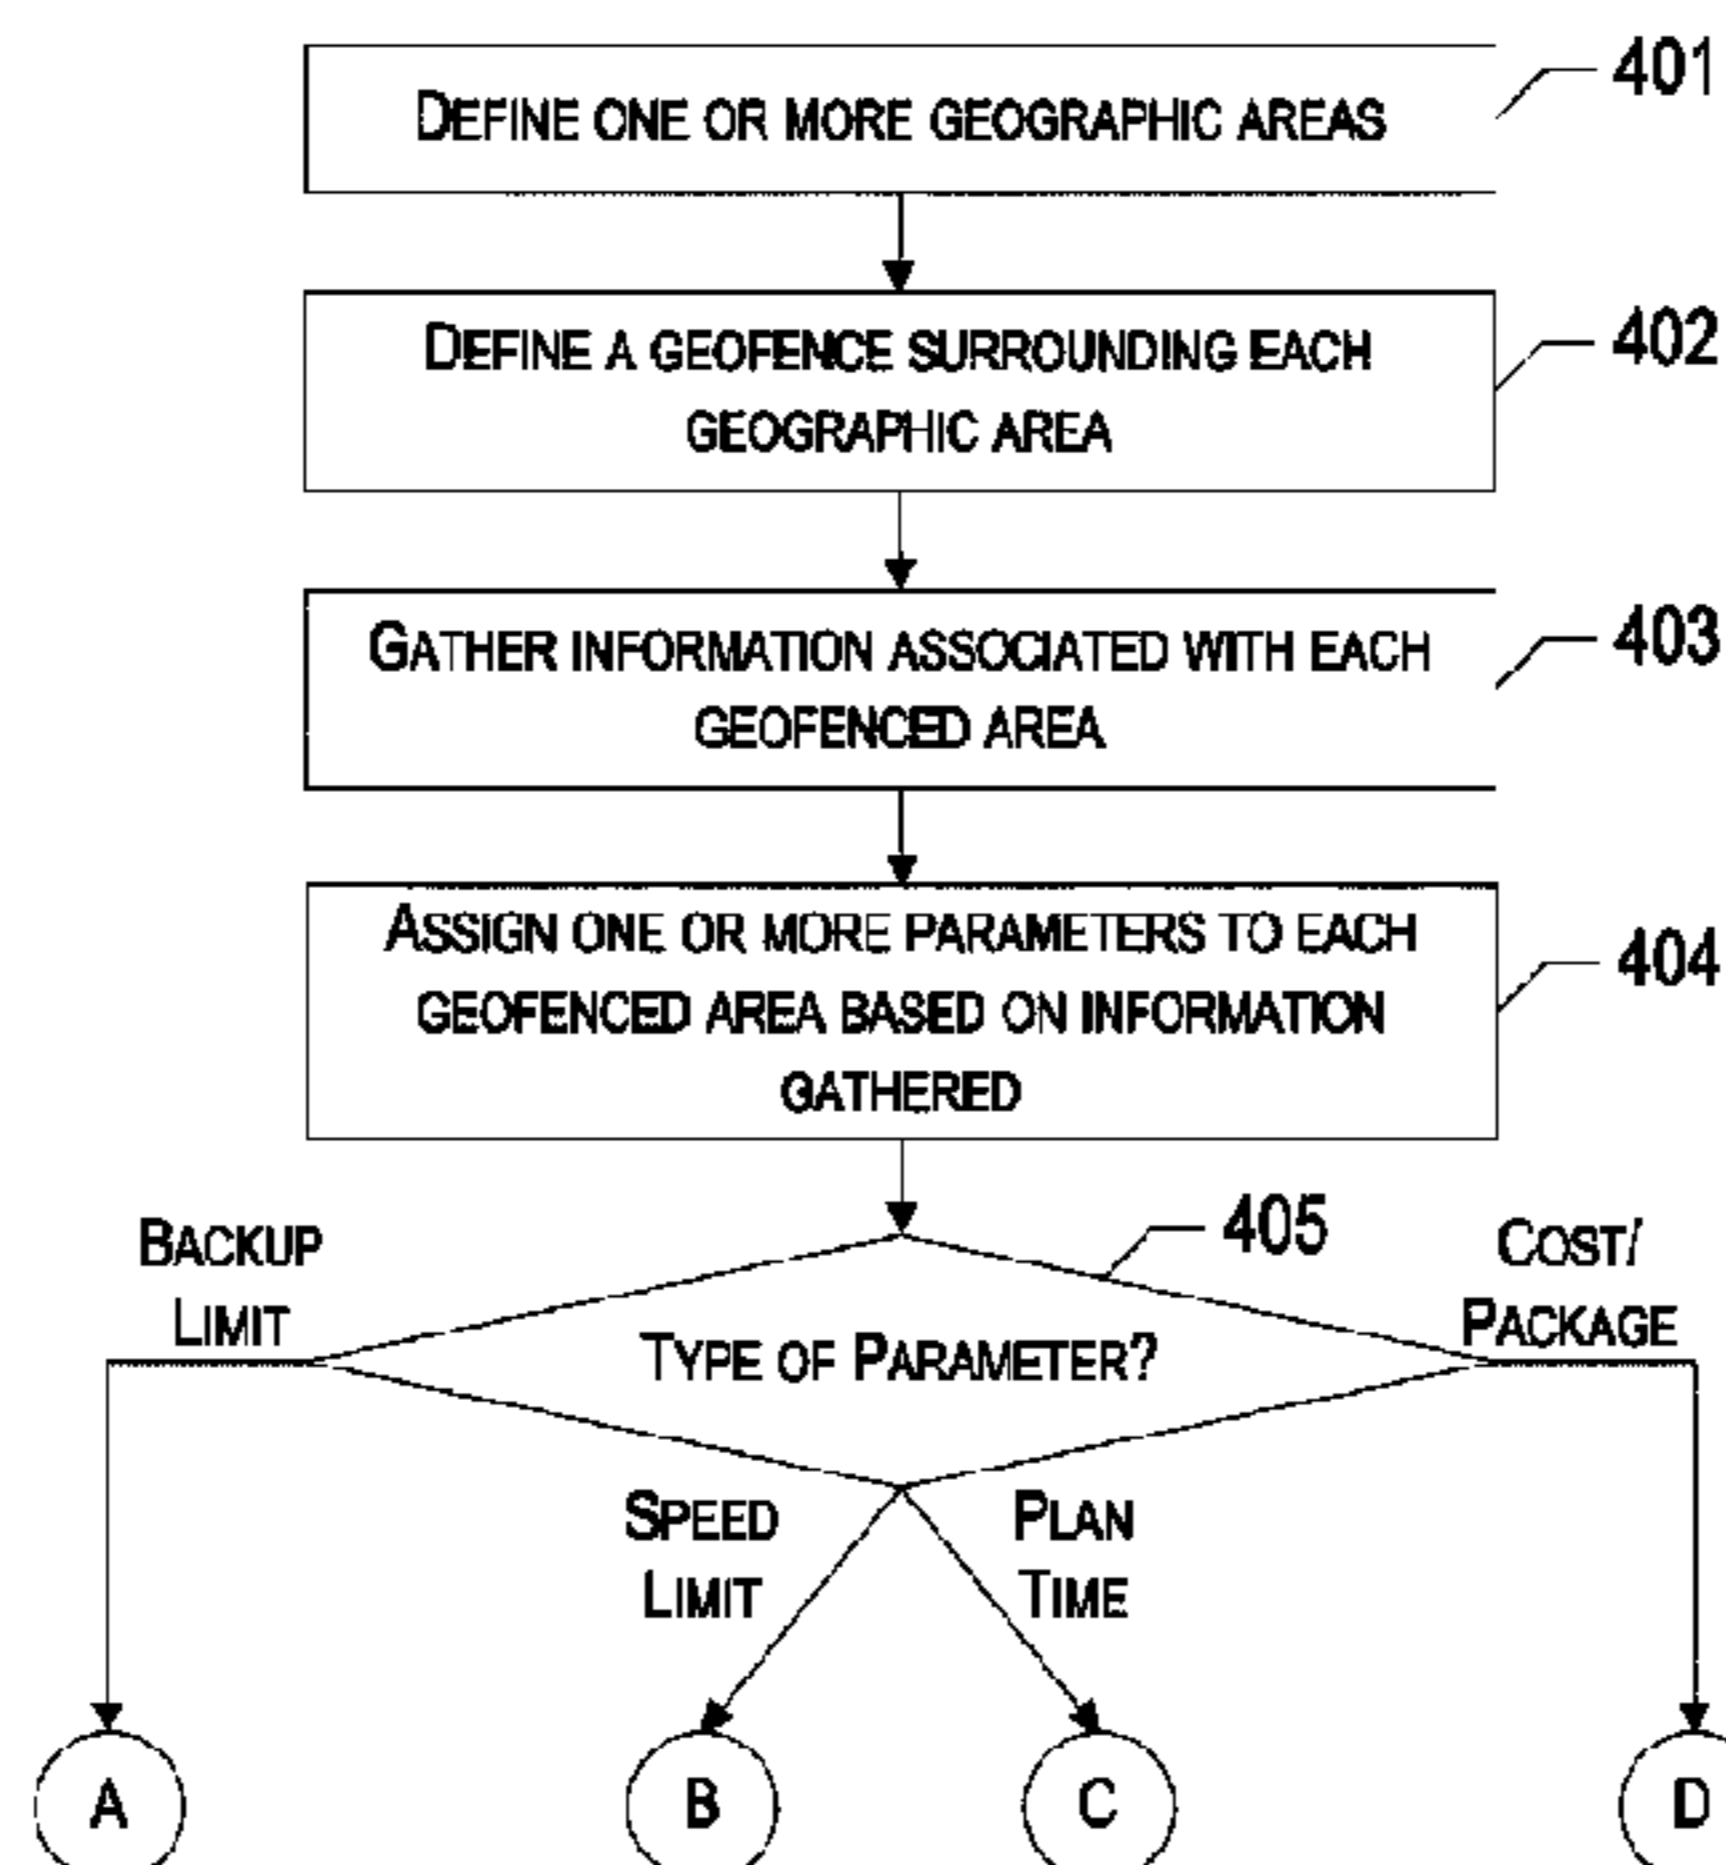 DEFINE ONE OR MORE GEOGRAPHIC AREAS
401
DEFINE A GEOFENCE SURROUNDING EACH
GEOGRAPHIC AREA
402
GATHER INFORMATION ASSOCIATED WITH EACH
GEOFENCED AREA
403
ASSIGN ONE OR MORE PARAMETERS TO EACH
GEOFENCED AREA BASED ON INFORMATION
GATHERED
404
405
BACKUP
LIMIT
COST/
PACKAGE
TYPE OF PARAMETER?
SPEED
LIMIT
PLAN
TIME
A
B
C
D